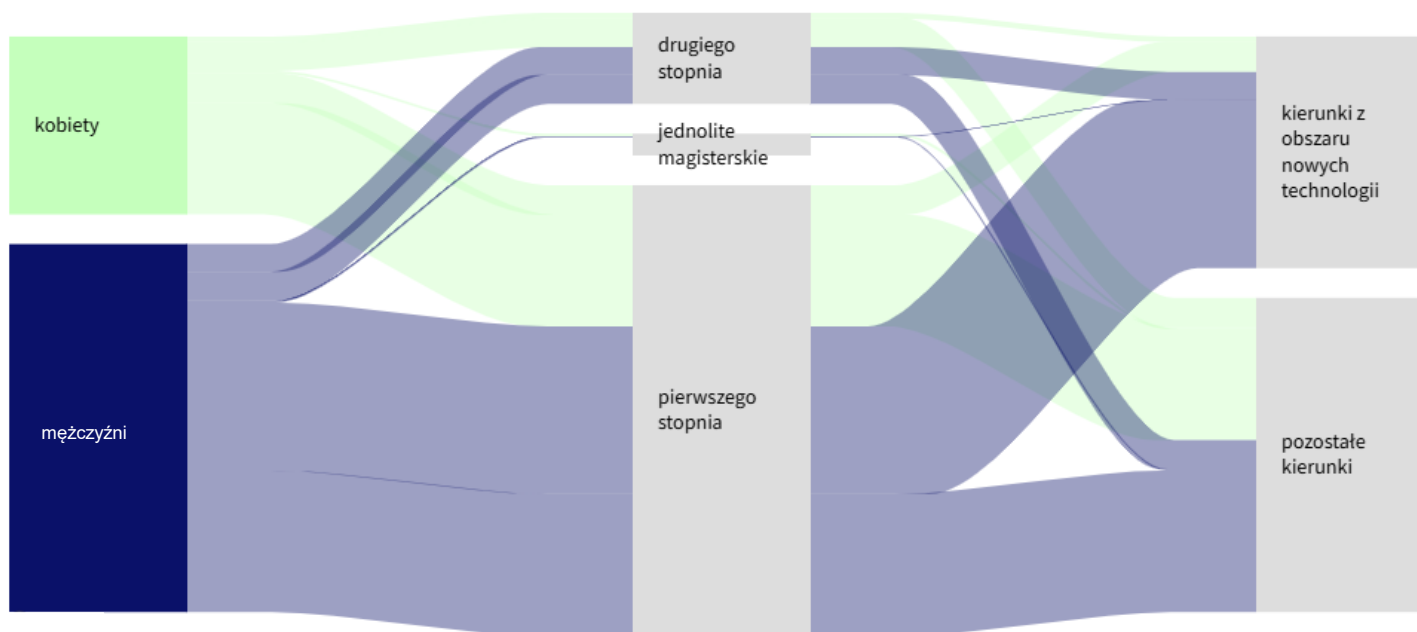 kobiety
mężczyźni
drugiego
stopnia
jednolite
magisterskie
pierwszego
stopnia
kierunki z
obszaru
nowych
technologii
pozostałe
kierunki